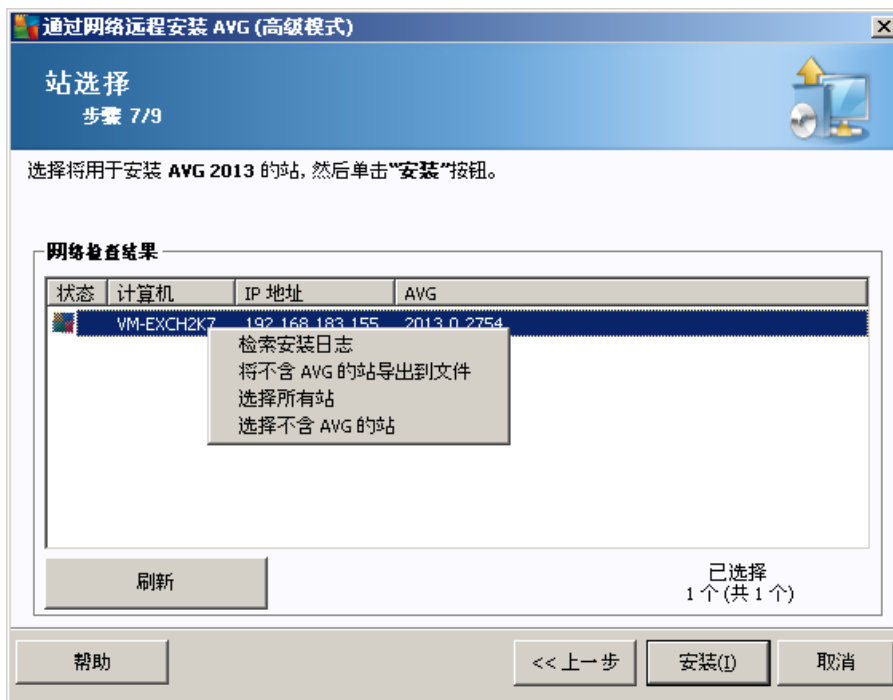 通过网络远程安装 AVG (高级模式)
站选择
步骤 7/9
选择将用于安装 AVG 2013 的站, 然后单击"安装"按钮。
网络检查结果
状态 计算机 IP 地址 AVG
VM-EXCH2K7 192.168.183.155 2013.0.2754
检索安装日志
将不含 AVG 的站导出到文件
选择所有站
选择不含 AVG 的站
刷新
已选择
1 个 (共 1 个)
帮助 << 上一步 安装(I) 取消